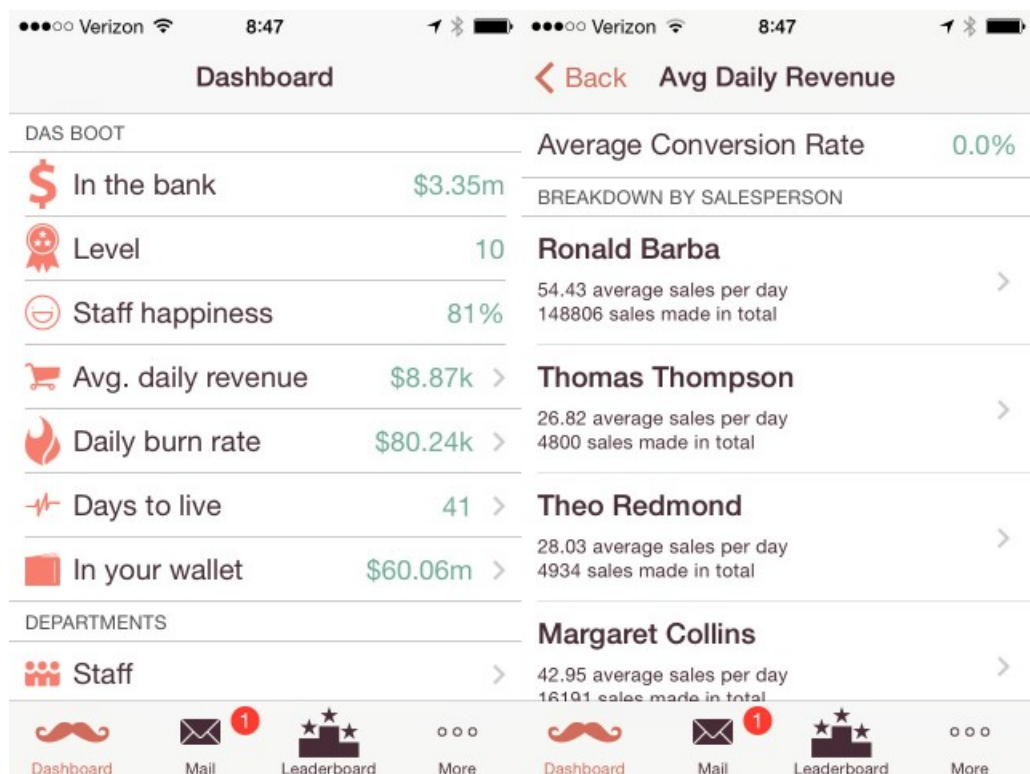 Verizon 8:47
Dashboard
DAS BOOT
In the bank $3.35m
Level 10
Staff happiness 81%
Avg. daily revenue $8.87k
Daily burn rate $80.24k
Days to live 41
In your wallet $60.06m
DEPARTMENTS
Staff
1
Dashboard Mail Leaderboard More
Verizon 8:47
Back Avg Daily Revenue
Average Conversion Rate 0.0%
BREAKDOWN BY SALESPERSON
Ronald Barba
54.43 average sales per day
148806 sales made in total
Thomas Thompson
26.82 average sales per day
4800 sales made in total
Theo Redmond
28.03 average sales per day
4934 sales made in total
Margaret Collins
42.95 average sales per day
16191 sales made in total
1
Dashboard Mail Leaderboard More